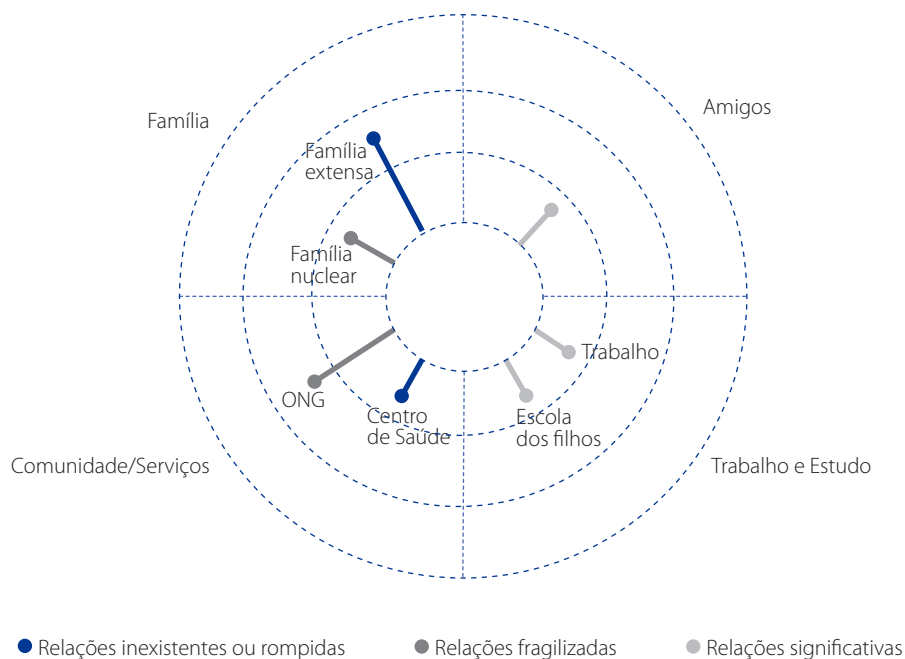 Família
Amigos
Família
extensa
Família
nuclear
Trabalho
ONG
Centro
de Saúde
Escola
dos filhos
Comunidade/Serviços
Trabalho e Estudo
Relações inexistentes ou rompidas
Relações fragilizadas
Relações significativas